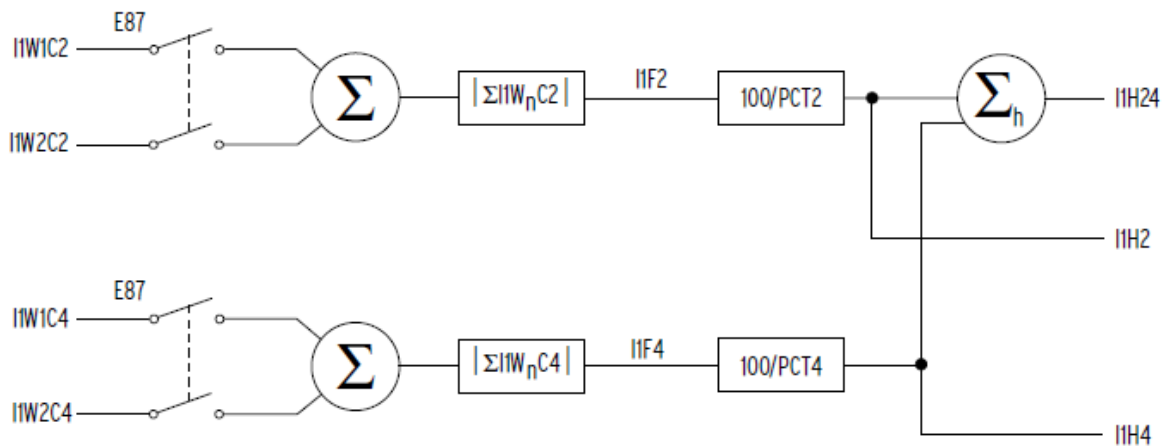 E87
I1W1C2
I1W2C2
Σ
|ΣI1WnC2|
I1F2
100/PCT2
Σh
I1H24
I1H2
E87
I1W1C4
I1W2C4
Σ
|ΣI1WnC4|
I1F4
100/PCT4
I1H4